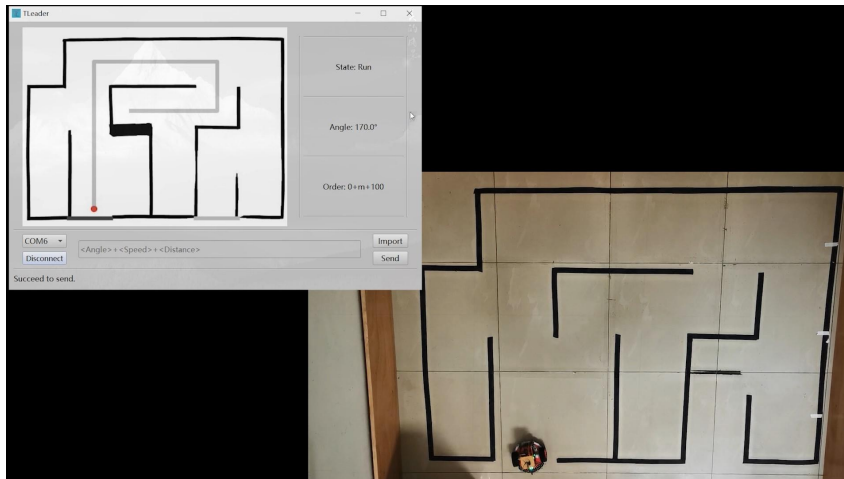 TLeader
State: Run
Angle: 170.0°
Order: 0+m+100
COM6
<Angle>+<Speed>+<Distance>
Import
Disconnect
Send
Succeed to send.